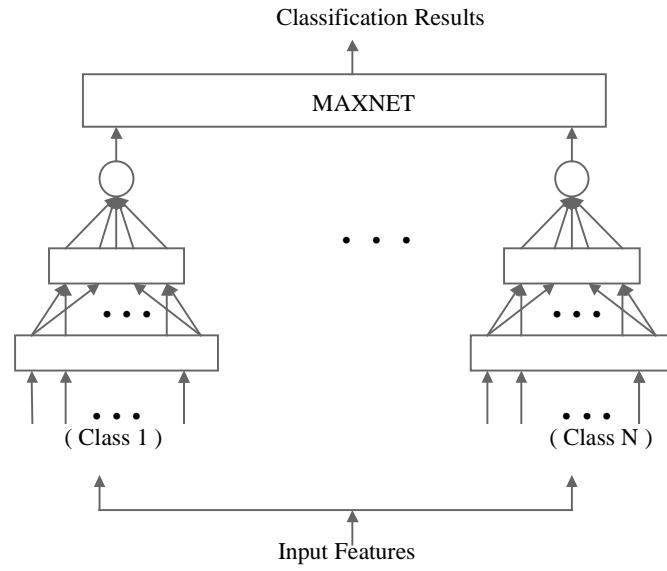 Classification Results
MAXNET
( Class 1 )
( Class N )
Input Features